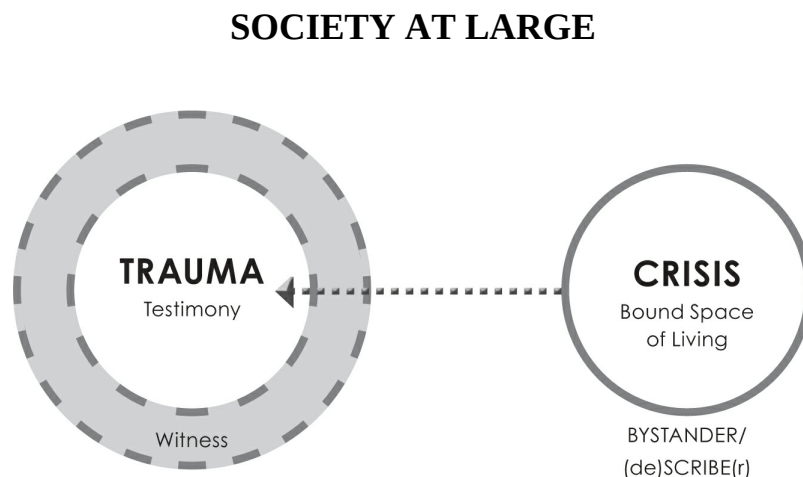 SOCIETY AT LARGE
TRAUMA
Testimony
Witness
CRISIS
Bound Space
of Living
BYSTANDER/
(de)SCRIBE(r)